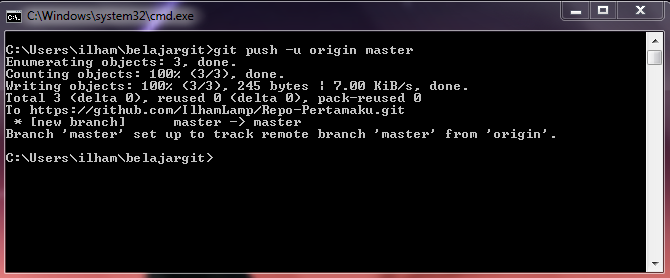 C:\Windows\system32\cmd.exe
C:\Users\ilham\belajargit>git push -u origin master
Enumerating objects: 3, done.
Counting objects: 100% (3/3), done.
Writing objects: 100% (3/3), 245 bytes ¦ 7.00 KiB/s, done.
Total 3 (delta 0), reused 0 (delta 0), pack-reused 0
To https://github.com/IlhamLamp/Repo-Pertamaku.git
 * [new branch]      master -> master
Branch 'master' set up to track remote branch 'master' from 'origin'.
C:\Users\ilham\belajargit>